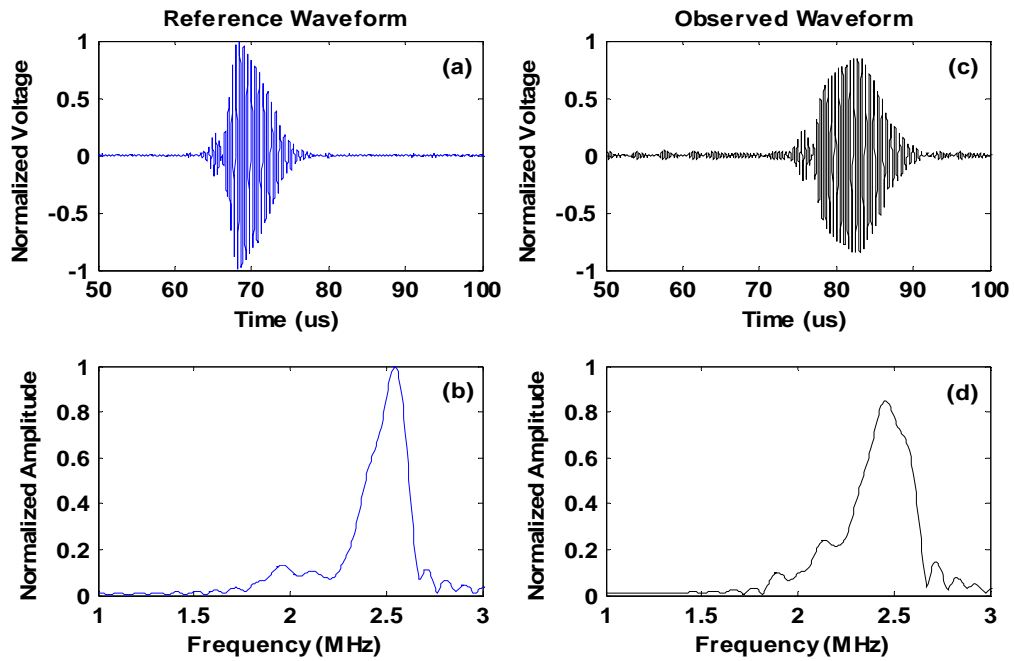 Reference Waveform
Observed Waveform
(a)
Normalized Voltage
1
0.5
0
-0.5
-1
50 60 70 80 90 100
Time (us)
(c)
Normalized Voltage
1
0.5
0
-0.5
-1
50 60 70 80 90 100
Time (us)
(b)
Normalized Amplitude
1
0.8
0.6
0.4
0.2
0
1 1.5 2 2.5 3
Frequency (MHz)
(d)
Normalized Amplitude
1
0.8
0.6
0.4
0.2
0
1 1.5 2 2.5 3
Frequency (MHz)